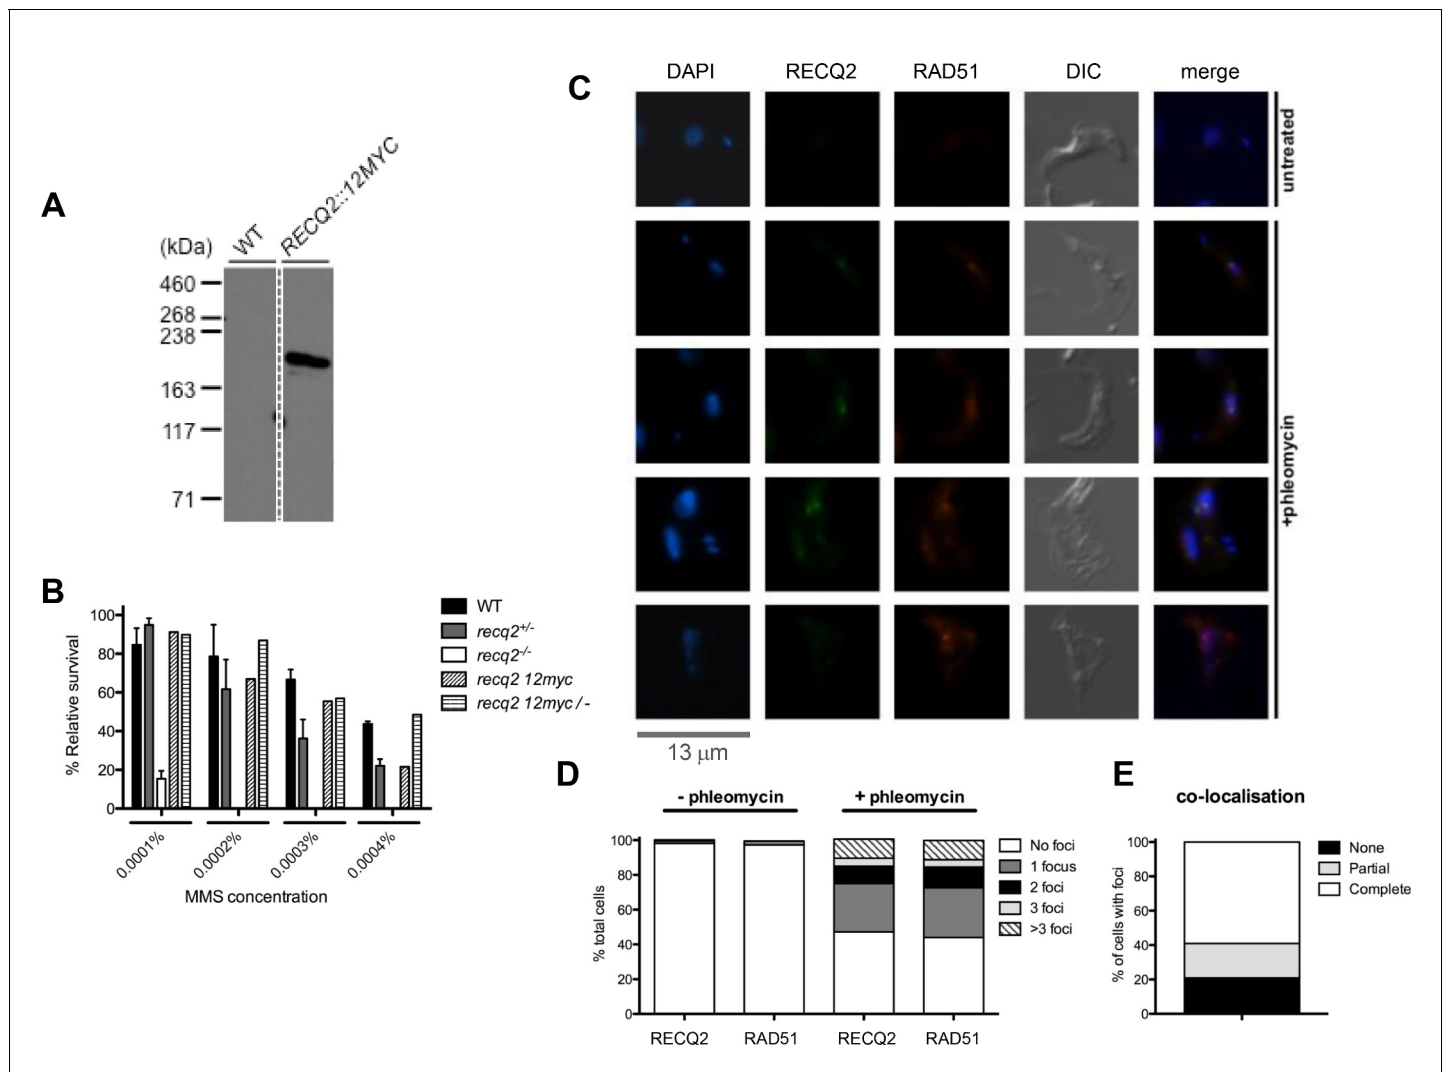 A
(kDa)
WT
RECQ2::12MYC
460
268
238
163
117
71
B
% Relative survival
100
80
60
40
20
0
0.0001%
0.0002%
0.0003%
0.0004%
MMS concentration
WT
recq2+/-
recq2-/-
recq2 12myc
recq2 12myc / -
C
DAPI
RECQ2
RAD51
DIC
merge
untreated
+phleomycin
13 μm
D
- phleomycin
+ phleomycin
% total cells
100
80
60
40
20
0
RECQ2
RAD51
RECQ2
RAD51
No foci
1 focus
2 foci
3 foci
>3 foci
E
co-localisation
% of cells with foci
100
80
60
40
20
0
None
Partial
Complete